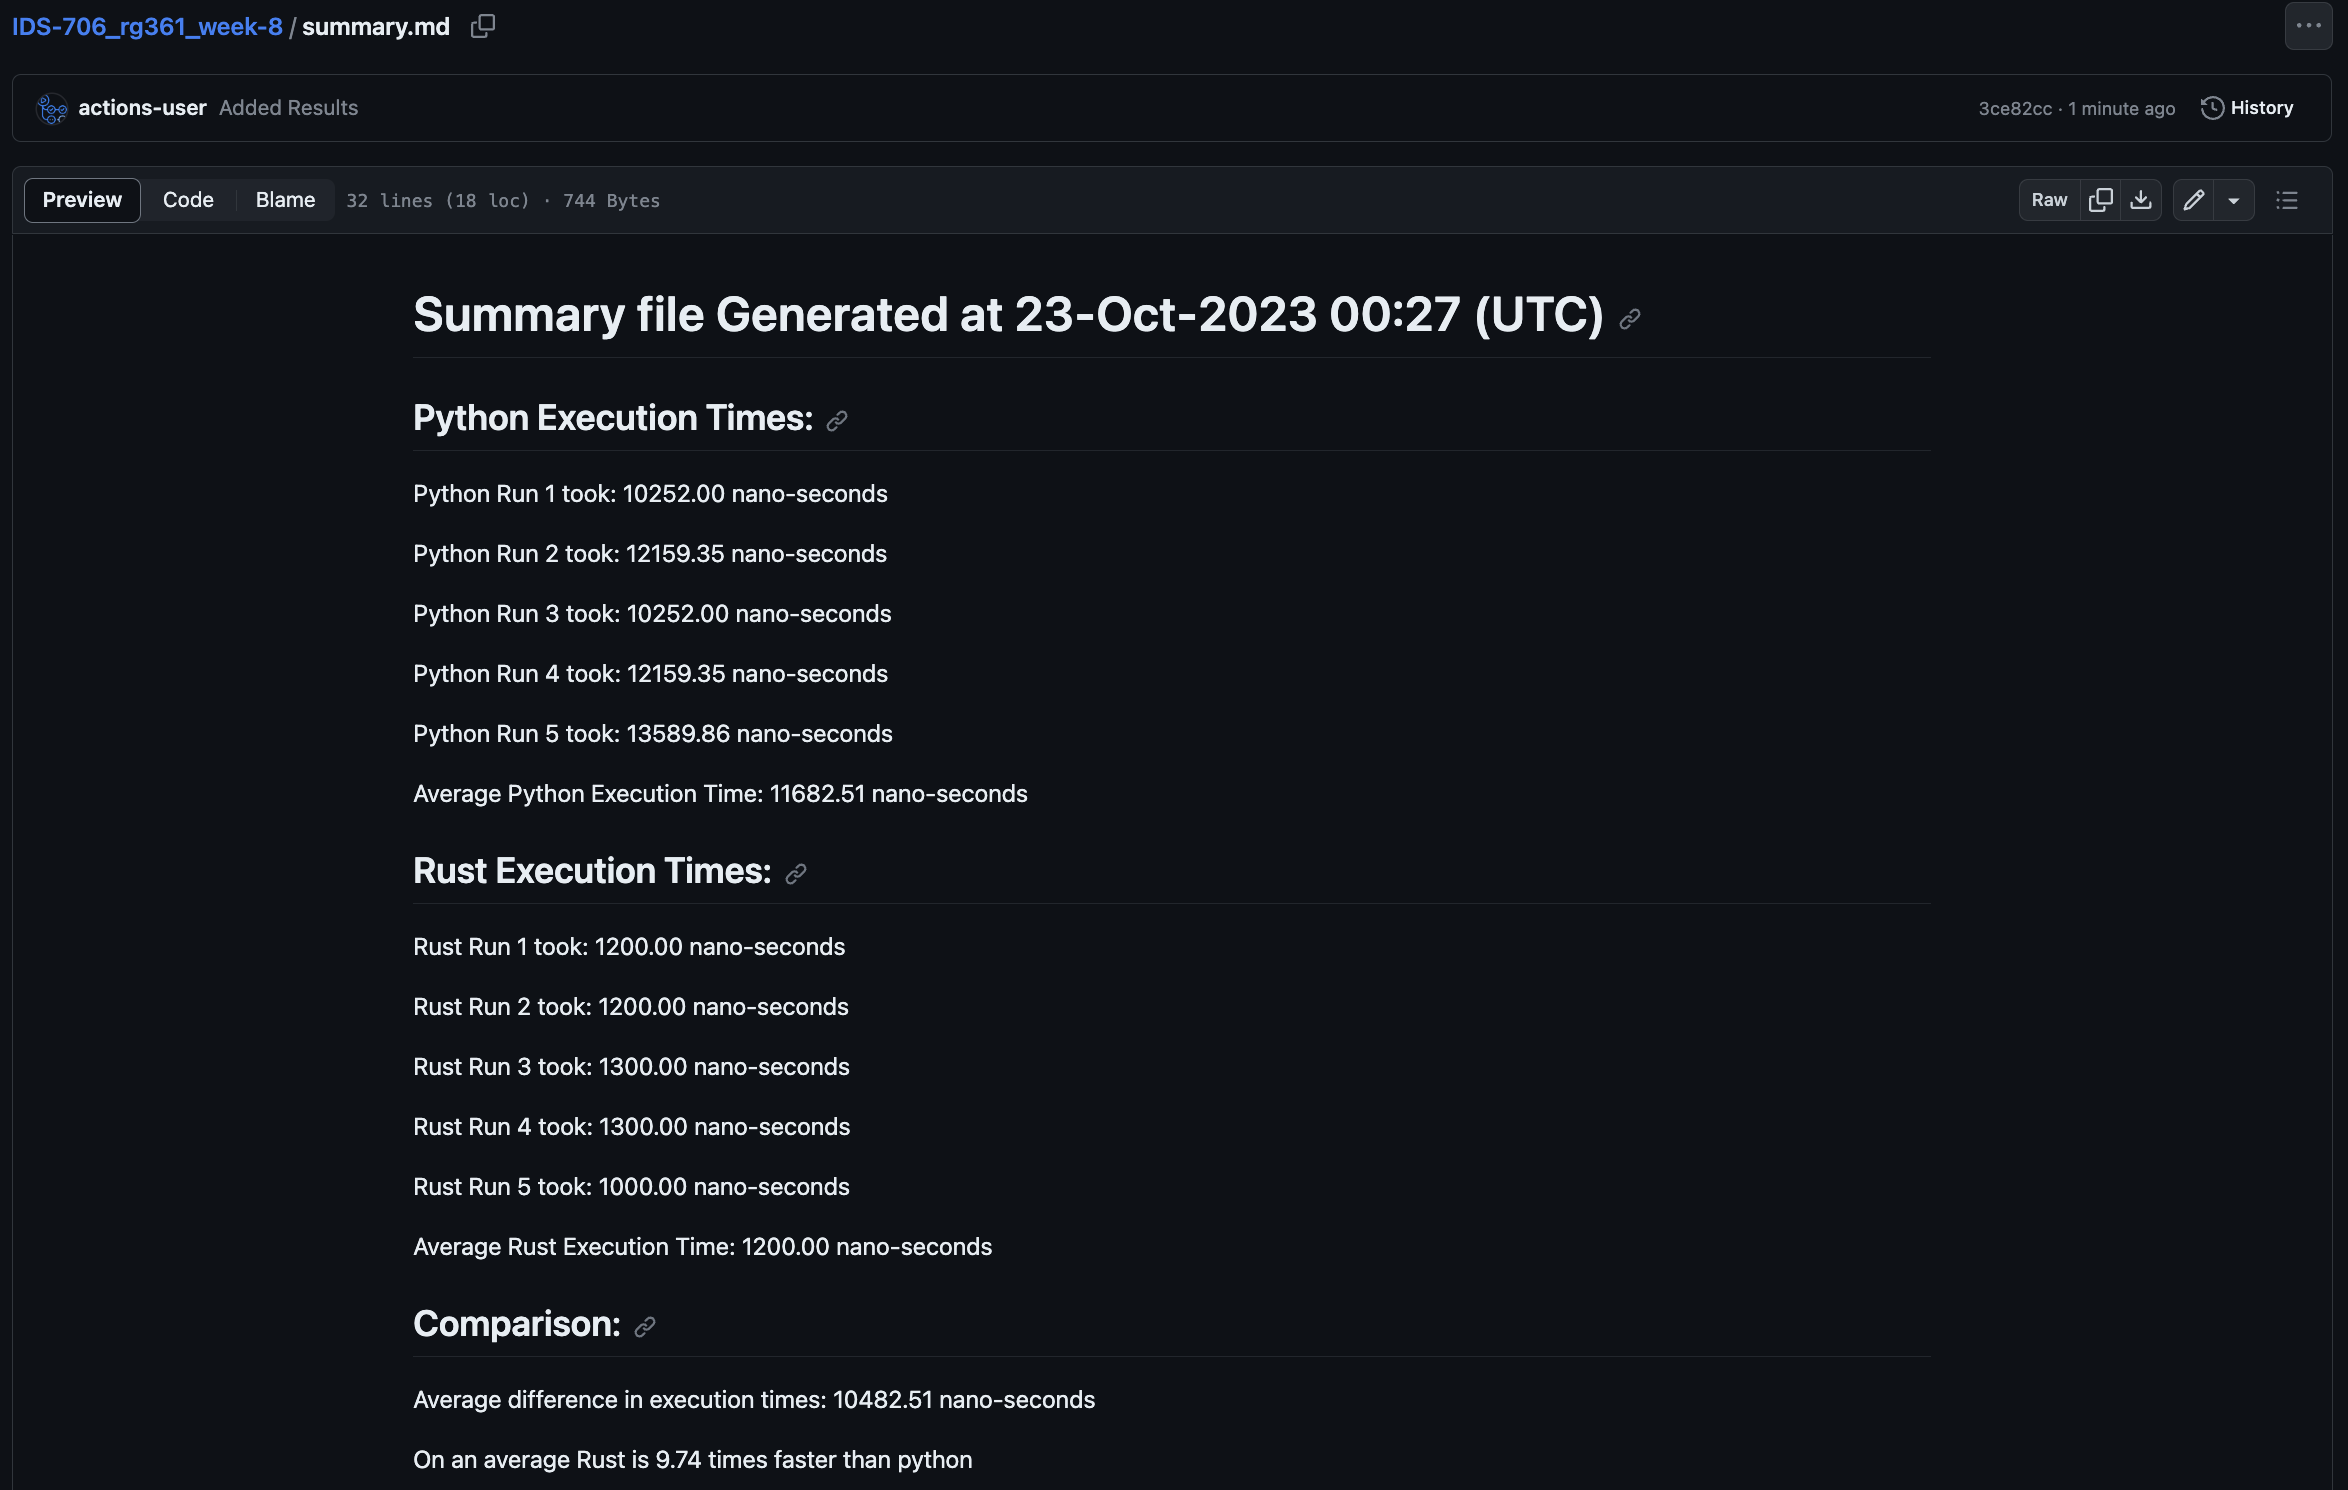 IDS-706_rg361_week-8 / summary.md
actions-user Added Results
3ce82cc · 1 minute ago History
Preview Code Blame 32 lines (18 loc) · 744 Bytes
Raw
Summary file Generated at 23-Oct-2023 00:27 (UTC)
Python Execution Times:
Python Run 1 took: 10252.00 nano-seconds
Python Run 2 took: 12159.35 nano-seconds
Python Run 3 took: 10252.00 nano-seconds
Python Run 4 took: 12159.35 nano-seconds
Python Run 5 took: 13589.86 nano-seconds
Average Python Execution Time: 11682.51 nano-seconds
Rust Execution Times:
Rust Run 1 took: 1200.00 nano-seconds
Rust Run 2 took: 1200.00 nano-seconds
Rust Run 3 took: 1300.00 nano-seconds
Rust Run 4 took: 1300.00 nano-seconds
Rust Run 5 took: 1000.00 nano-seconds
Average Rust Execution Time: 1200.00 nano-seconds
Comparison:
Average difference in execution times: 10482.51 nano-seconds
On an average Rust is 9.74 times faster than python